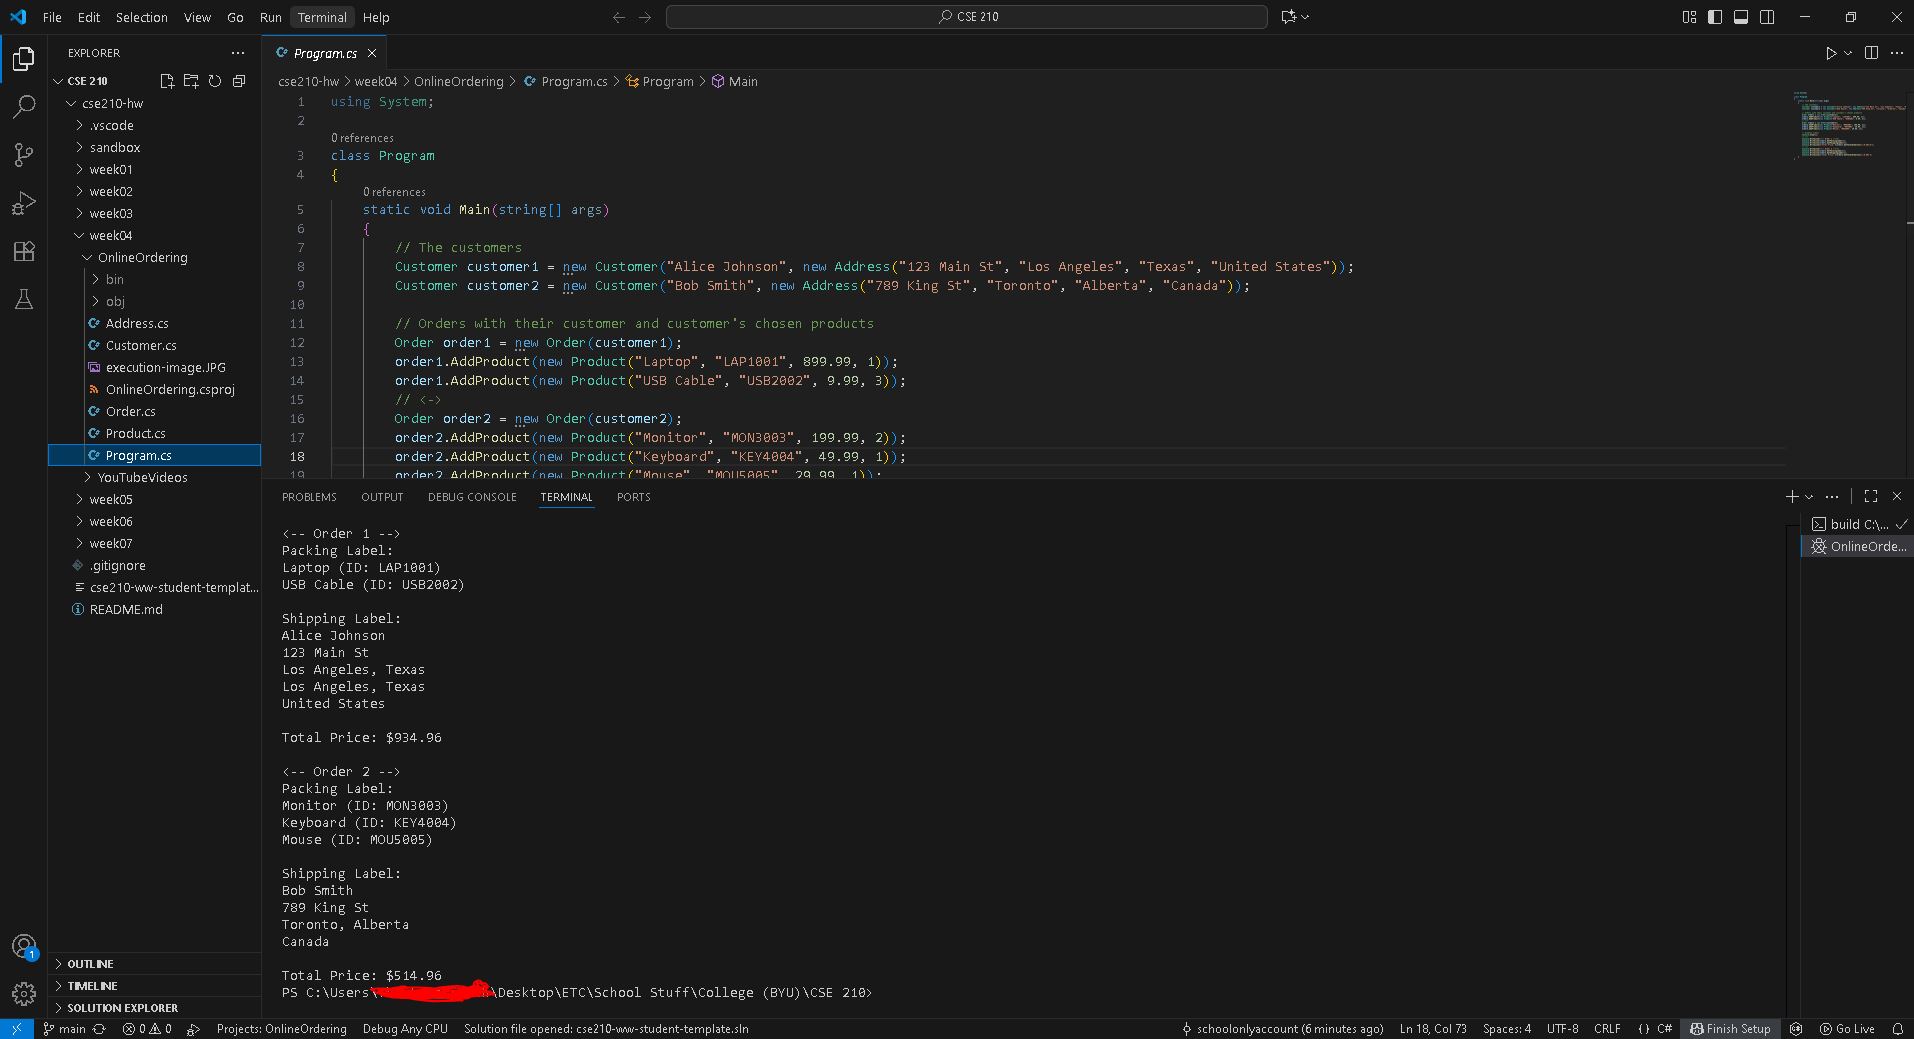 File Edit Selection View Go Run Terminal Help
CSE 210
EXPLORER
CSE 210
cse210-hw
.vscode
sandbox
week01
week02
week03
week04
OnlineOrdering
bin
obj
Address.cs
Customer.cs
execution-image.JPG
OnlineOrdering.csproj
Order.cs
Product.cs
Program.cs
YouTubeVideos
week05
week06
week07
.gitignore
cse210-ww-student-templat...
README.md
OUTLINE
TIMELINE
SOLUTION EXPLORER
Program.cs
cse210-hw > week04 > OnlineOrdering > Program.cs > Program > Main
1 using System;
2
0 references
3 class Program
4 {
0 references
5 static void Main(string[] args)
6 {
7 // The customers
8 Customer customer1 = new Customer("Alice Johnson", new Address("123 Main St", "Los Angeles", "Texas", "United States"));
9 Customer customer2 = new Customer("Bob Smith", new Address("789 King St", "Toronto", "Alberta", "Canada"));
10
11 // Orders with their customer and customer's chosen products
12 Order order1 = new Order(customer1);
13 order1.AddProduct(new Product("Laptop", "LAP1001", 899.99, 1));
14 order1.AddProduct(new Product("USB Cable", "USB2002", 9.99, 3));
15 // <->
16 Order order2 = new Order(customer2);
17 order2.AddProduct(new Product("Monitor", "MON3003", 199.99, 2));
18 order2.AddProduct(new Product("Keyboard", "KEY4004", 49.99, 1));
19 order2.AddProduct(new Product("Mouse", "MOU5005", 29.99, 1));
PROBLEMS OUTPUT DEBUG CONSOLE TERMINAL PORTS
build C:\...
OnlineOrde...
<-- Order 1 -->
Packing Label:
Laptop (ID: LAP1001)
USB Cable (ID: USB2002)
Shipping Label:
Alice Johnson
123 Main St
Los Angeles, Texas
Los Angeles, Texas
United States
Total Price: $934.96
<-- Order 2 -->
Packing Label:
Monitor (ID: MON3003)
Keyboard (ID: KEY4004)
Mouse (ID: MOU5005)
Shipping Label:
Bob Smith
789 King St
Toronto, Alberta
Canada
Total Price: $514.96
PS C:\Users\ \Desktop\ETC\School Stuff\College (BYU)\CSE 210>
1
main 0 0 Projects: OnlineOrdering Debug Any CPU Solution file opened: cse210-ww-student-template.sln schoolonlyaccount (6 minutes ago) Ln 18, Col 73 Spaces: 4 UTF-8 CRLF {} C# Finish Setup Go Live